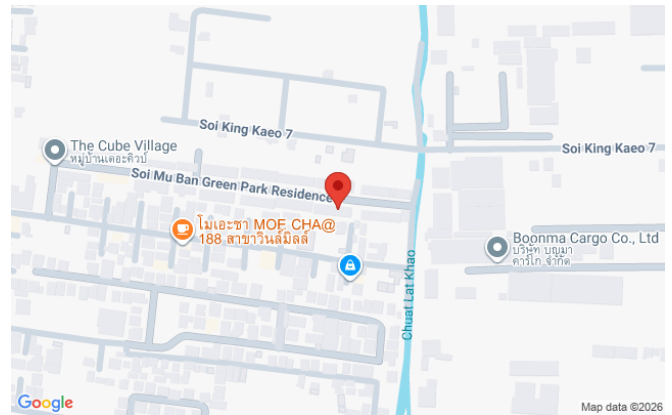 Soi King Kaeo 7
Soi King Kaeo 7
The Cube Village
หมู่บ้านเดอะคิวบ์
Soi Mu Ban Green Park Residence
โมเอะชา MOE CHA@
188 สาขาวินส์มิลล์
Boonma Cargo Co., Ltd
บริษัท บุญมา
คาร์โก จำกัด
Chuat Lat Khao
Google
Map data ©2026